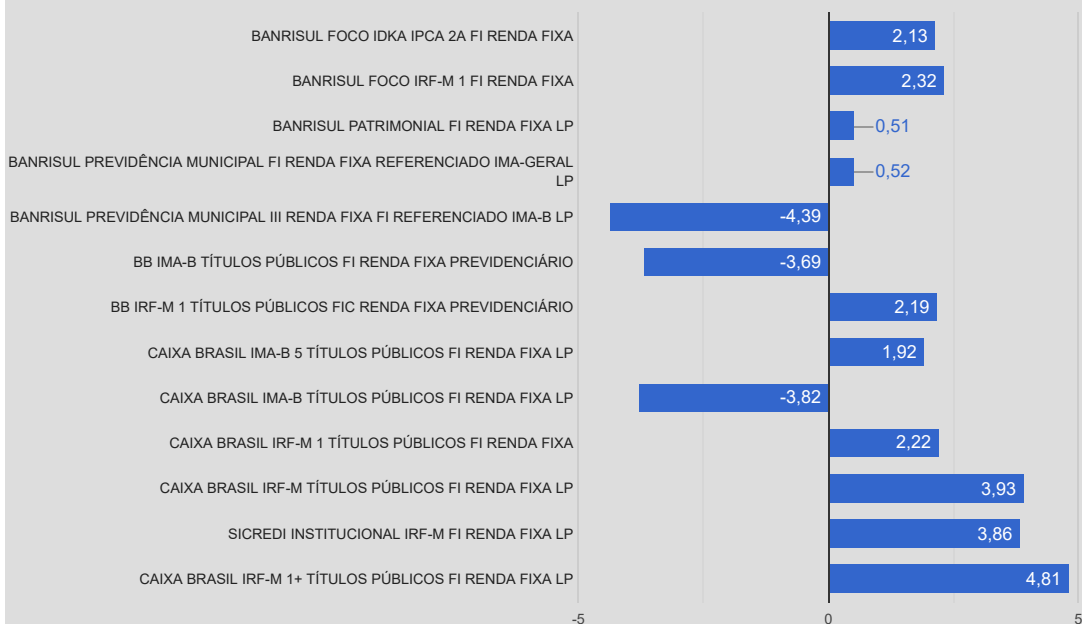 BANRISUL FOCO IDKA IPCA 2A FI RENDA FIXA
2,13
BANRISUL FOCO IRF-M 1 FI RENDA FIXA
2,32
BANRISUL PATRIMONIAL FI RENDA FIXA LP
0,51
BANRISUL PREVIDÊNCIA MUNICIPAL FI RENDA FIXA REFERENCIADO IMA-GERAL
LP
0,52
BANRISUL PREVIDÊNCIA MUNICIPAL III RENDA FIXA FI REFERENCIADO IMA-B LP
-4,39
BB IMA-B TÍTULOS PÚBLICOS FI RENDA FIXA PREVIDENCIÁRIO
-3,69
BB IRF-M 1 TÍTULOS PÚBLICOS FIC RENDA FIXA PREVIDENCIÁRIO
2,19
CAIXA BRASIL IMA-B 5 TÍTULOS PÚBLICOS FI RENDA FIXA LP
1,92
CAIXA BRASIL IMA-B TÍTULOS PÚBLICOS FI RENDA FIXA LP
-3,82
CAIXA BRASIL IRF-M 1 TÍTULOS PÚBLICOS FI RENDA FIXA
2,22
CAIXA BRASIL IRF-M TÍTULOS PÚBLICOS FI RENDA FIXA LP
3,93
SICREDI INSTITUCIONAL IRF-M FI RENDA FIXA LP
3,86
CAIXA BRASIL IRF-M 1+ TÍTULOS PÚBLICOS FI RENDA FIXA LP
4,81
-5 0 5